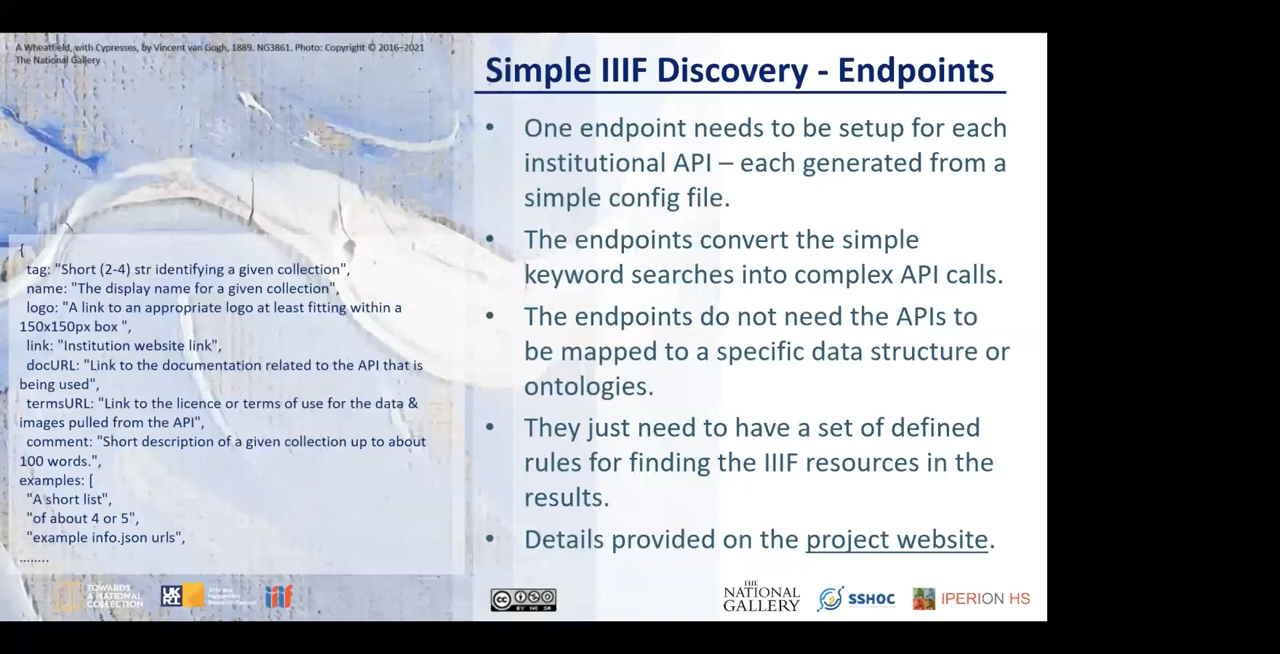 A Wheatfield, with Cypresses, by Vincent van Gogh, 1889. NG3861. Photo: Copyright © 2016–2021
The National Gallery
Simple IIIF Discovery - Endpoints
• One endpoint needs to be setup for each
institutional API – each generated from a
simple config file.
• The endpoints convert the simple
keyword searches into complex API calls.
• The endpoints do not need the APIs to
be mapped to a specific data structure or
ontologies.
• They just need to have a set of defined
rules for finding the IIIF resources in the
results.
• Details provided on the project website.
{
tag: "Short (2-4) str identifying a given collection",
name: "The display name for a given collection",
logo: "A link to an appropriate logo at least fitting within a
150x150px box ",
link: "Institution website link",
docURL: "Link to the documentation related to the API that is
being used",
termsURL: "Link to the licence or terms of use for the data &
images pulled from the API",
comment: "Short description of a given collection up to about
100 words.",
examples: [
"A short list",
"of about 4 or 5",
"example info.json urls",
........
TOWARDS
A NATIONAL
COLLECTION
UK
RI
iiif
cc
BY NC SA
THE
NATIONAL
GALLERY
SSHOC
IPERION HS